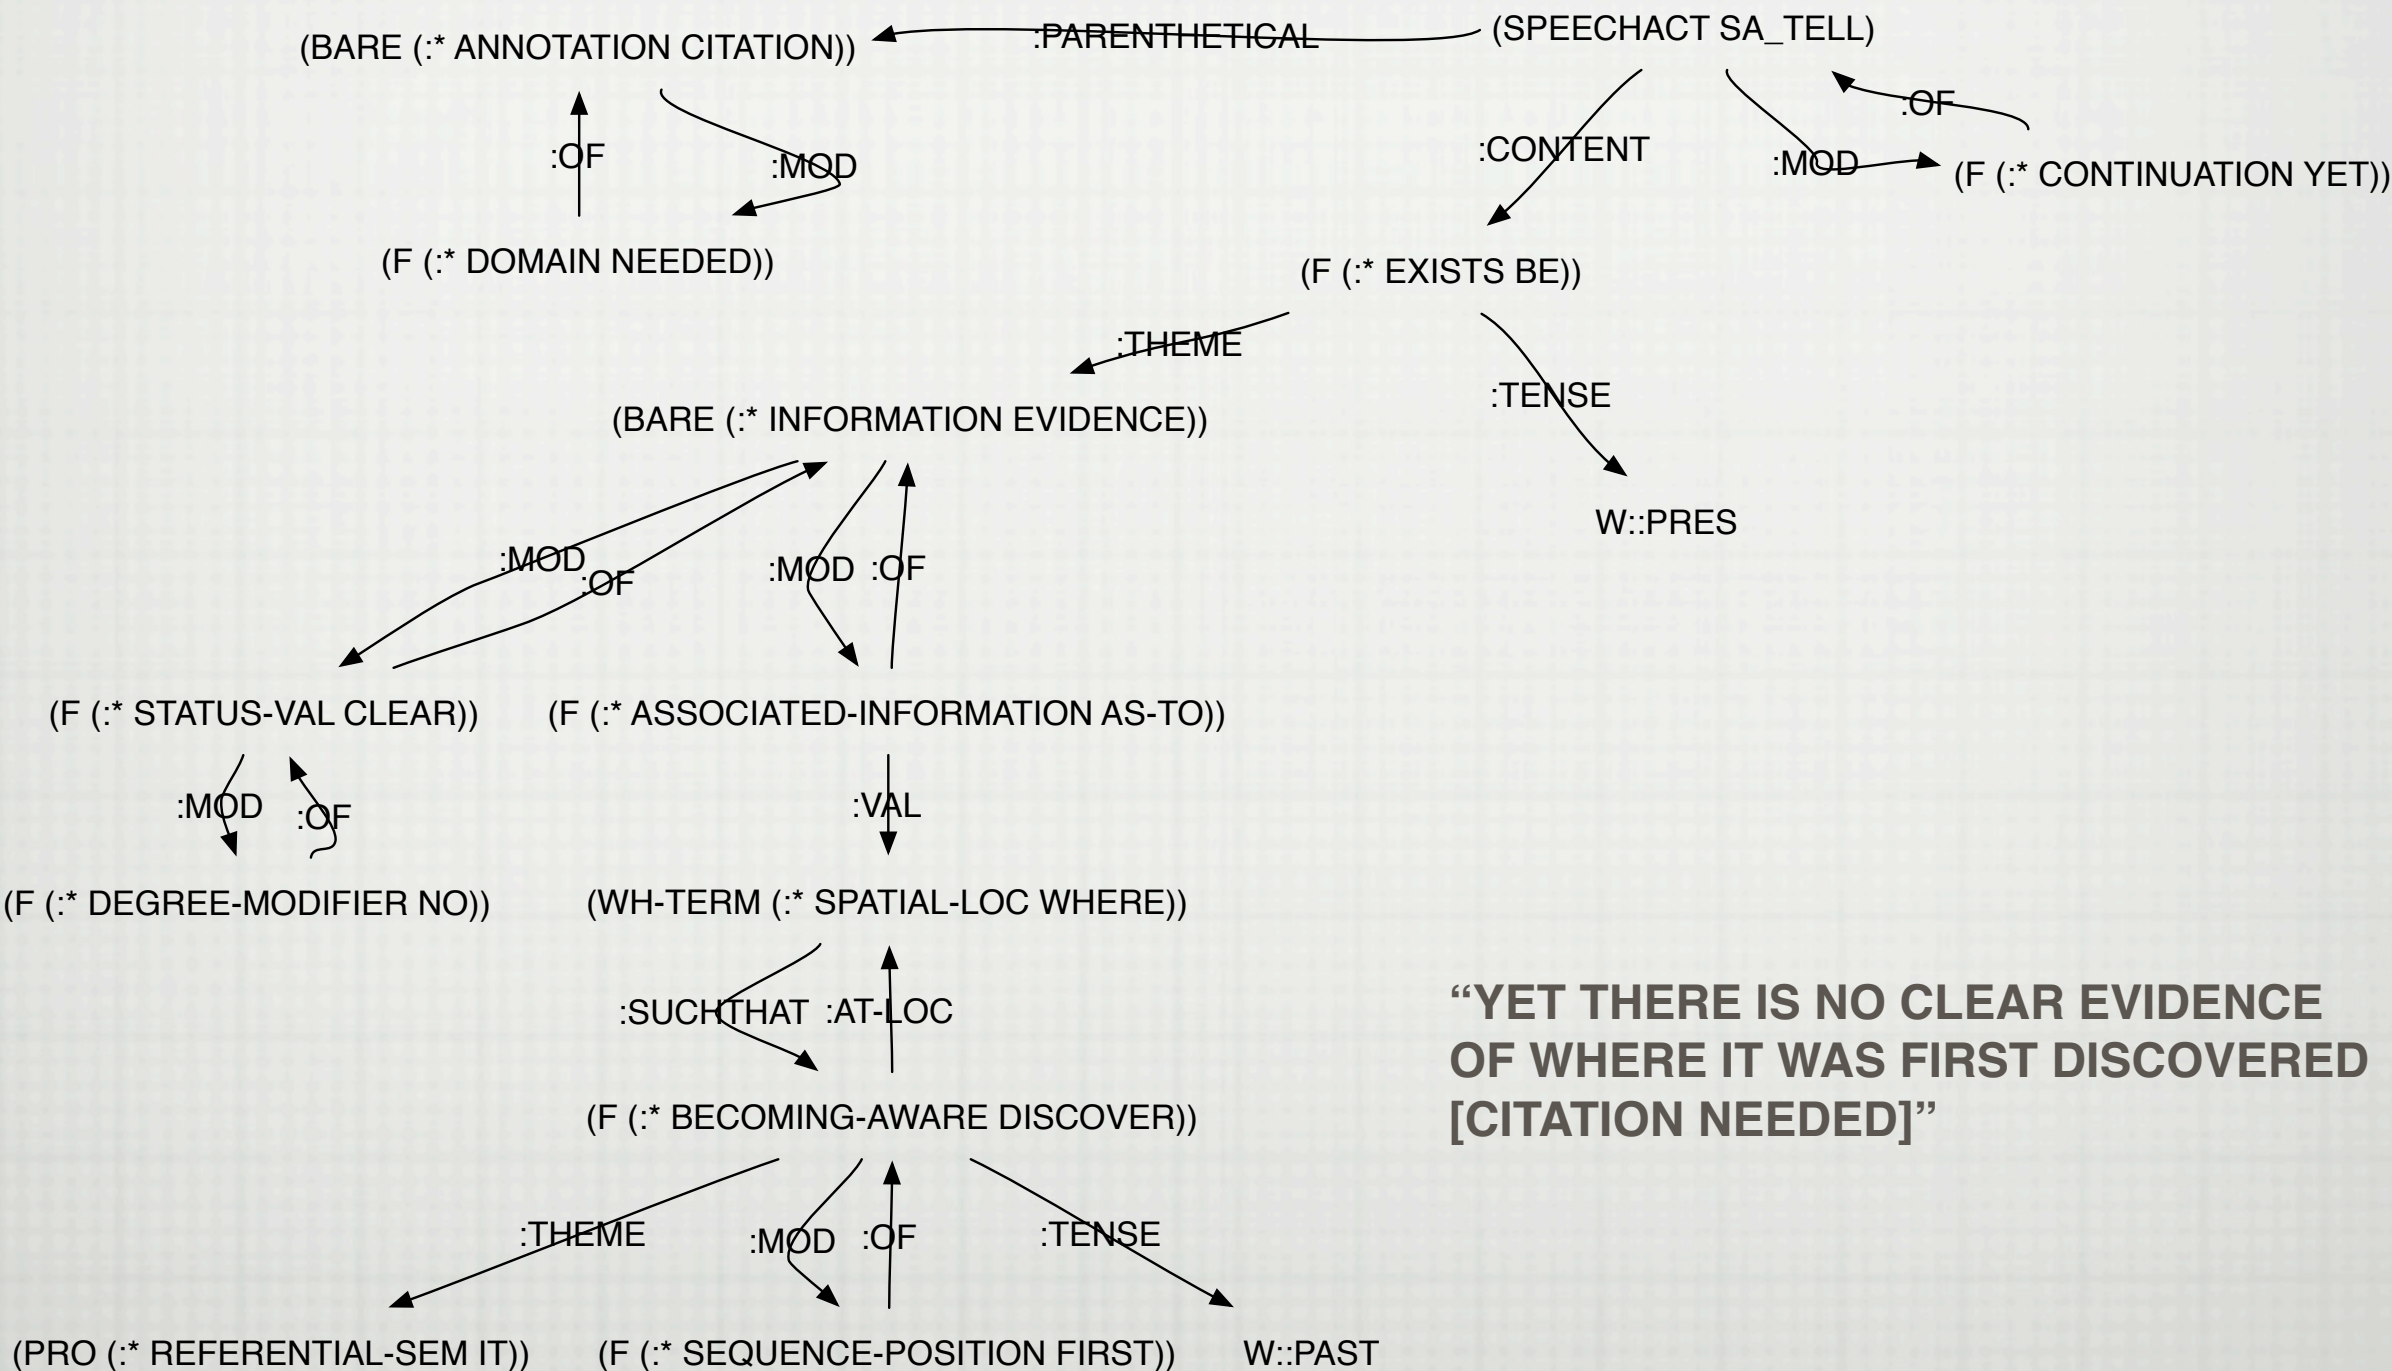 (SPEECHACT SA_TELL)
:PARENTHETICAL
(BARE (:* ANNOTATION CITATION))
:OF
:OF
:MOD
:CONTENT
:MOD
(F (:* CONTINUATION YET))
(F (:* DOMAIN NEEDED))
(F (:* EXISTS BE))
:THEME
:TENSE
(BARE (:* INFORMATION EVIDENCE))
W::PRES
:MOD
:OF
:MOD
:OF
(F (:* STATUS-VAL CLEAR))
(F (:* ASSOCIATED-INFORMATION AS-TO))
:MOD
:OF
:VAL
(F (:* DEGREE-MODIFIER NO))
(WH-TERM (:* SPATIAL-LOC WHERE))
:SUCHTHAT
:AT-LOC
“YET THERE IS NO CLEAR EVIDENCE
OF WHERE IT WAS FIRST DISCOVERED
[CITATION NEEDED]”
(F (:* BECOMING-AWARE DISCOVER))
:THEME
:MOD
:OF
:TENSE
(PRO (:* REFERENTIAL-SEM IT))
(F (:* SEQUENCE-POSITION FIRST))
W::PAST